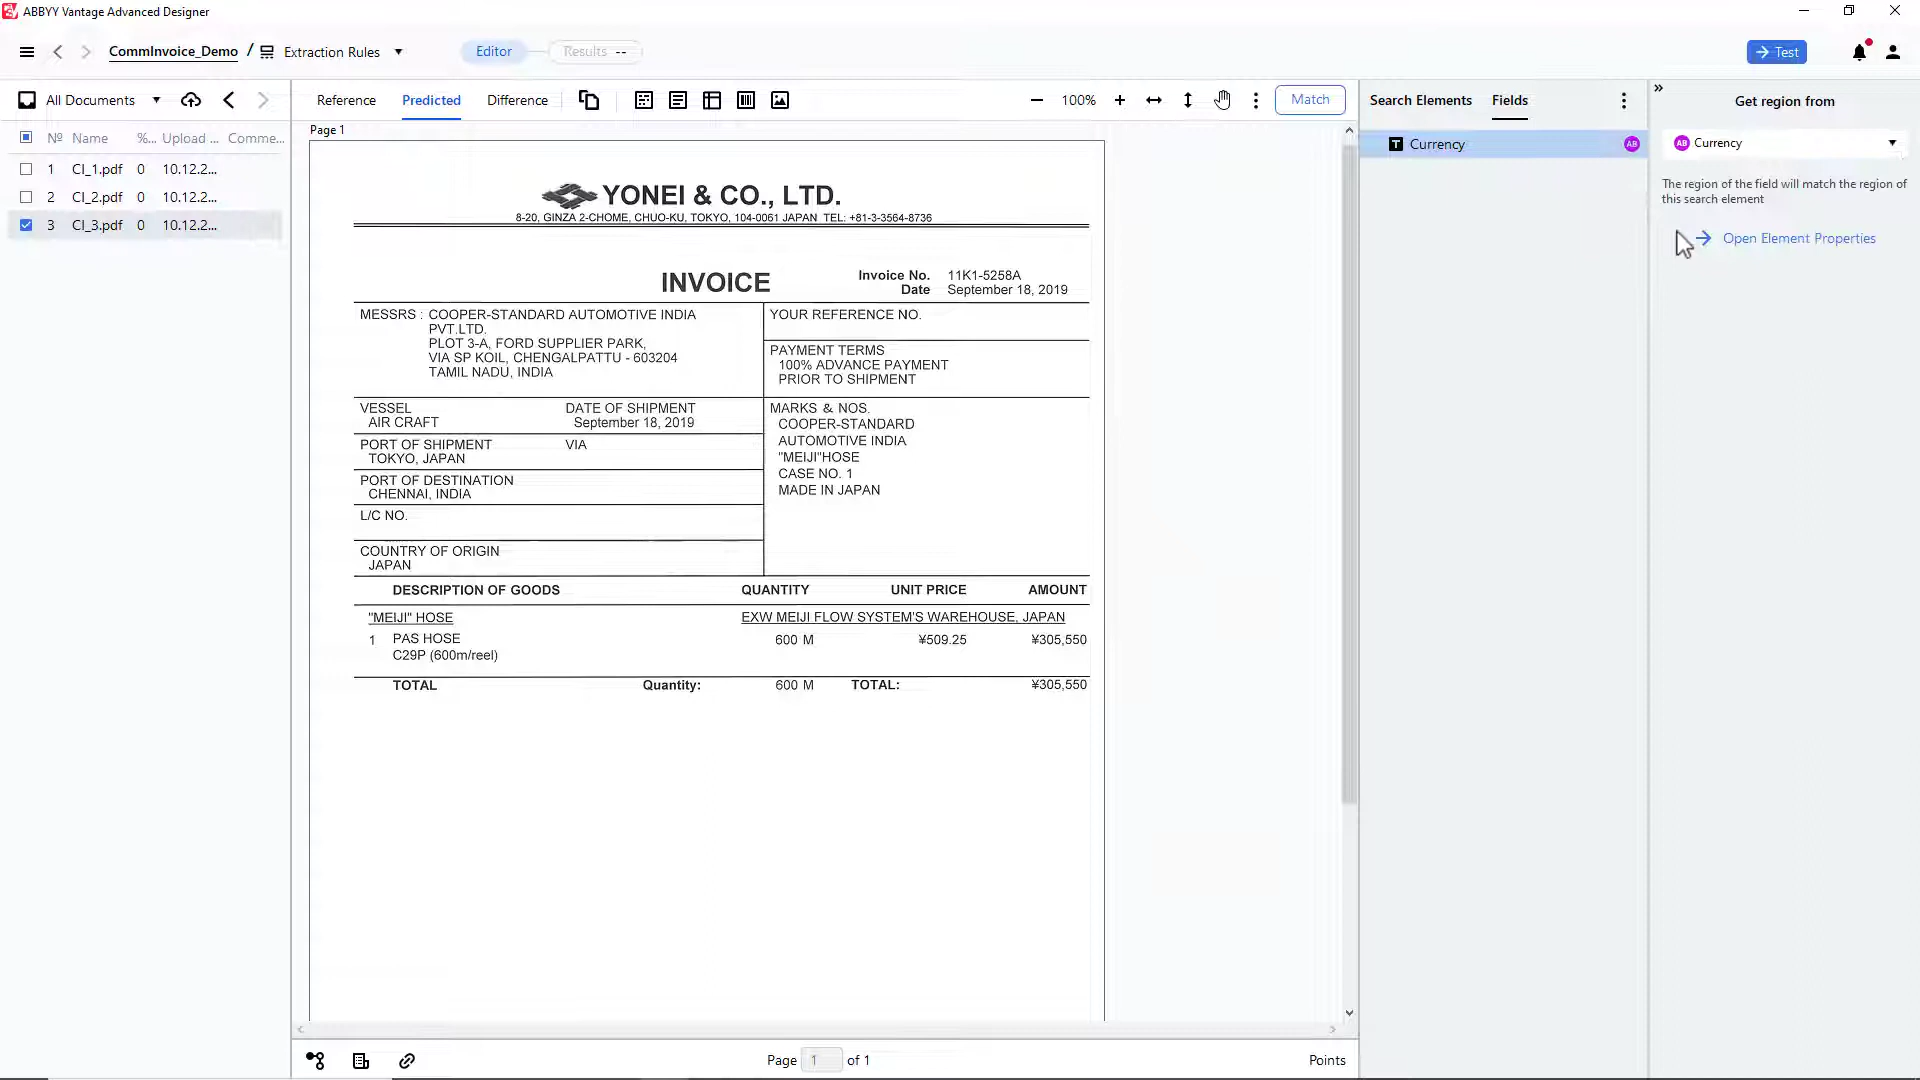 ABBYY Vantage Advanced Designer
CommInvoice_Demo / Extraction Rules
Editor
Results --
Test
All Documents
Reference
Predicted
Difference
100%
Match
Search Elements
Fields
Get region from
№ Name %... Upload ... Comme...
1 CI_1.pdf 0 10.12.2...
2 CI_2.pdf 0 10.12.2...
3 CI_3.pdf 0 10.12.2...
Page 1
T Currency AB
AB Currency
The region of the field will match the region of
this search element
Open Element Properties
YONEI & CO., LTD.
8-20, GINZA 2-CHOME, CHUO-KU, TOKYO, 104-0061 JAPAN TEL: +81-3-3564-8736
INVOICE
Invoice No. 11K1-5258A
Date September 18, 2019
MESSRS : COOPER-STANDARD AUTOMOTIVE INDIA
PVT.LTD.
PLOT 3-A, FORD SUPPLIER PARK,
VIA SP KOIL, CHENGALPATTU - 603204
TAMIL NADU, INDIA
YOUR REFERENCE NO.
PAYMENT TERMS
100% ADVANCE PAYMENT
PRIOR TO SHIPMENT
VESSEL
AIR CRAFT
DATE OF SHIPMENT
September 18, 2019
PORT OF SHIPMENT
TOKYO, JAPAN
VIA
PORT OF DESTINATION
CHENNAI, INDIA
L/C NO.
COUNTRY OF ORIGIN
JAPAN
MARKS & NOS.
COOPER-STANDARD
AUTOMOTIVE INDIA
"MEIJI"HOSE
CASE NO. 1
MADE IN JAPAN
DESCRIPTION OF GOODS QUANTITY UNIT PRICE AMOUNT
"MEIJI" HOSE EXW MEIJI FLOW SYSTEM'S WAREHOUSE, JAPAN
1 PAS HOSE 600 M ¥509.25 ¥305,550
C29P (600m/reel)
TOTAL Quantity: 600 M TOTAL: ¥305,550
Page 1 of 1
Points